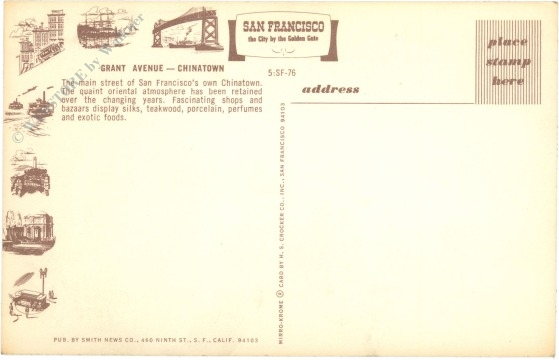 SAN FRANCISCO
the City by the Golden Gate
GRANT AVENUE — CHINATOWN
5:SF-76
The main street of San Francisco's own Chinatown.
The quaint oriental atmosphere has been retained
over the changing years. Fascinating shops and
bazaars display silks, teakwood, porcelain, perfumes
and exotic foods.
address
place
stamp
here
MIRRO-KROME ® CARD BY H. S. CROCKER CO., INC., SAN FRANCISCO 94103
PUB. BY SMITH NEWS CO., 460 NINTH ST., S. F., CALIF. 94103